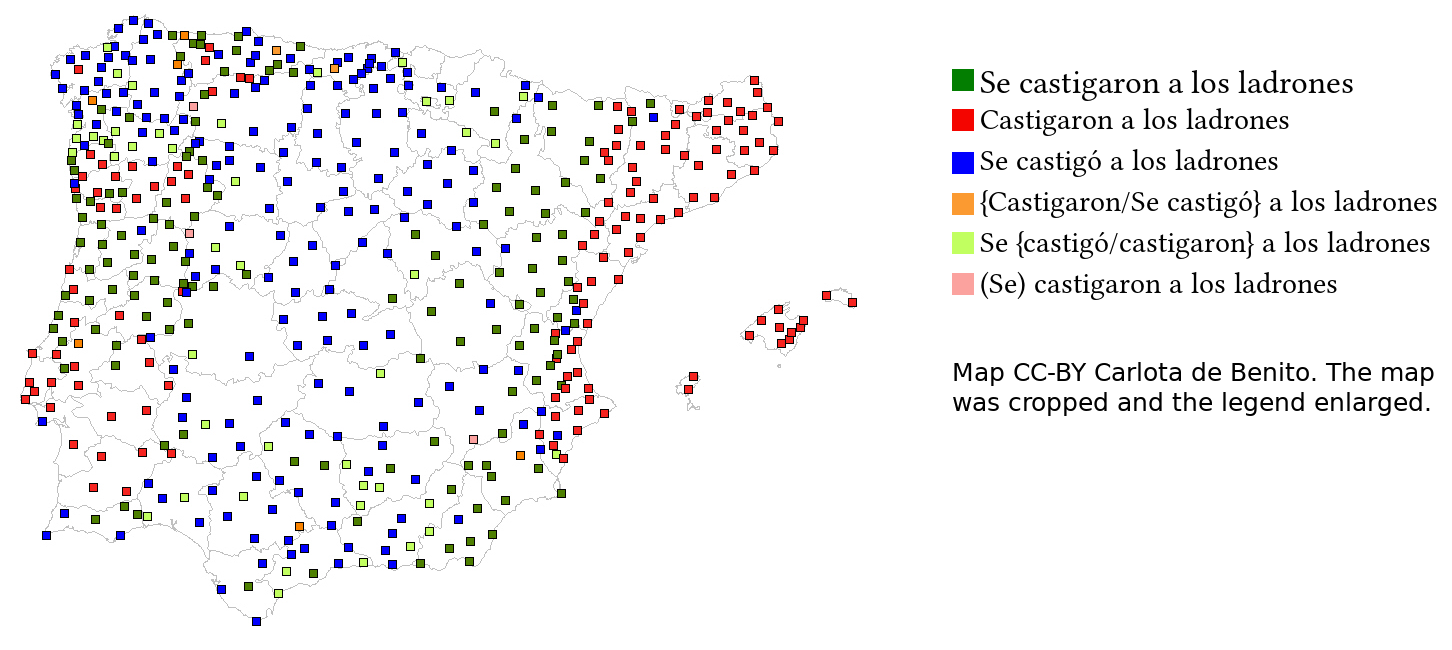 Se castigaron a los ladrones
Castigaron a los ladrones
Se castigó a los ladrones
{Castigaron/Se castigó} a los ladrones
Se {castigó/castigaron} a los ladrones
(Se) castigaron a los ladrones
Map CC-BY Carlota de Benito. The map
was cropped and the legend enlarged.